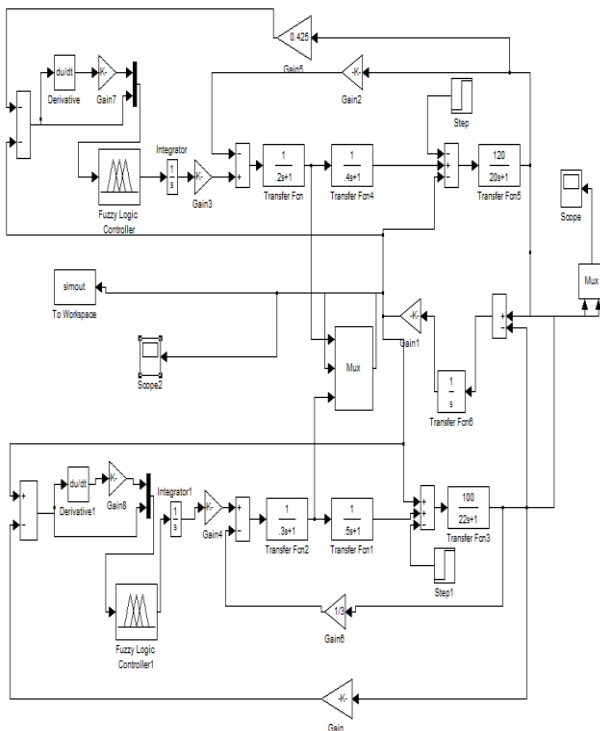 0.425
Gain5
-K-
Gain2
du/dt
Derivative
K-
Gain7
Step
Integrator
1
s
K-
Gain3
Fuzzy Logic
Controller
1
.2s+1
Transfer Fcn
1
.4s+1
Transfer Fcn4
120
20s+1
Transfer Fcn5
Scope
Mux
simout
To Workspace
-K-
Gain1
Scope2
Mux
1
s
Transfer Fcn6
du/dt
Derivative1
K-
Gain8
Integrator1
1
s
K-
Gain4
1
.3s+1
Transfer Fcn2
1
.5s+1
Transfer Fcn1
100
22s+1
Transfer Fcn3
Step1
Fuzzy Logic
Controller1
1/3
Gain6
-K-
Gain